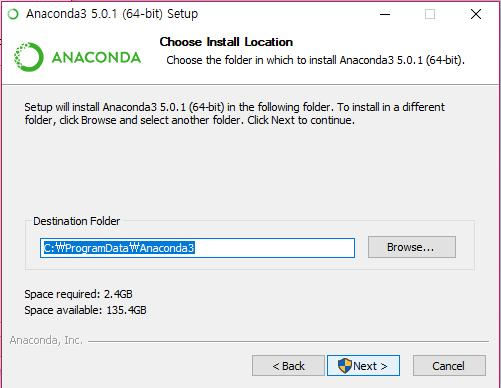 Anaconda3 5.0.1 (64-bit) Setup
ANACONDA
Choose Install Location
Choose the folder in which to install Anaconda3 5.0.1 (64-bit).
Setup will install Anaconda3 5.0.1 (64-bit) in the following folder. To install in a different
folder, click Browse and select another folder. Click Next to continue.
Destination Folder
C:₩ProgramData₩Anaconda3
Browse...
Space required: 2.4GB
Space available: 135.4GB
Anaconda, Inc.
< Back
Next >
Cancel